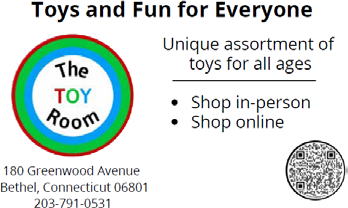 Toys and Fun for Everyone
The
TOY
Room
Unique assortment of
toys for all ages
• Shop in-person
• Shop online
180 Greenwood Avenue
Bethel, Connecticut 06801
203-791-0531